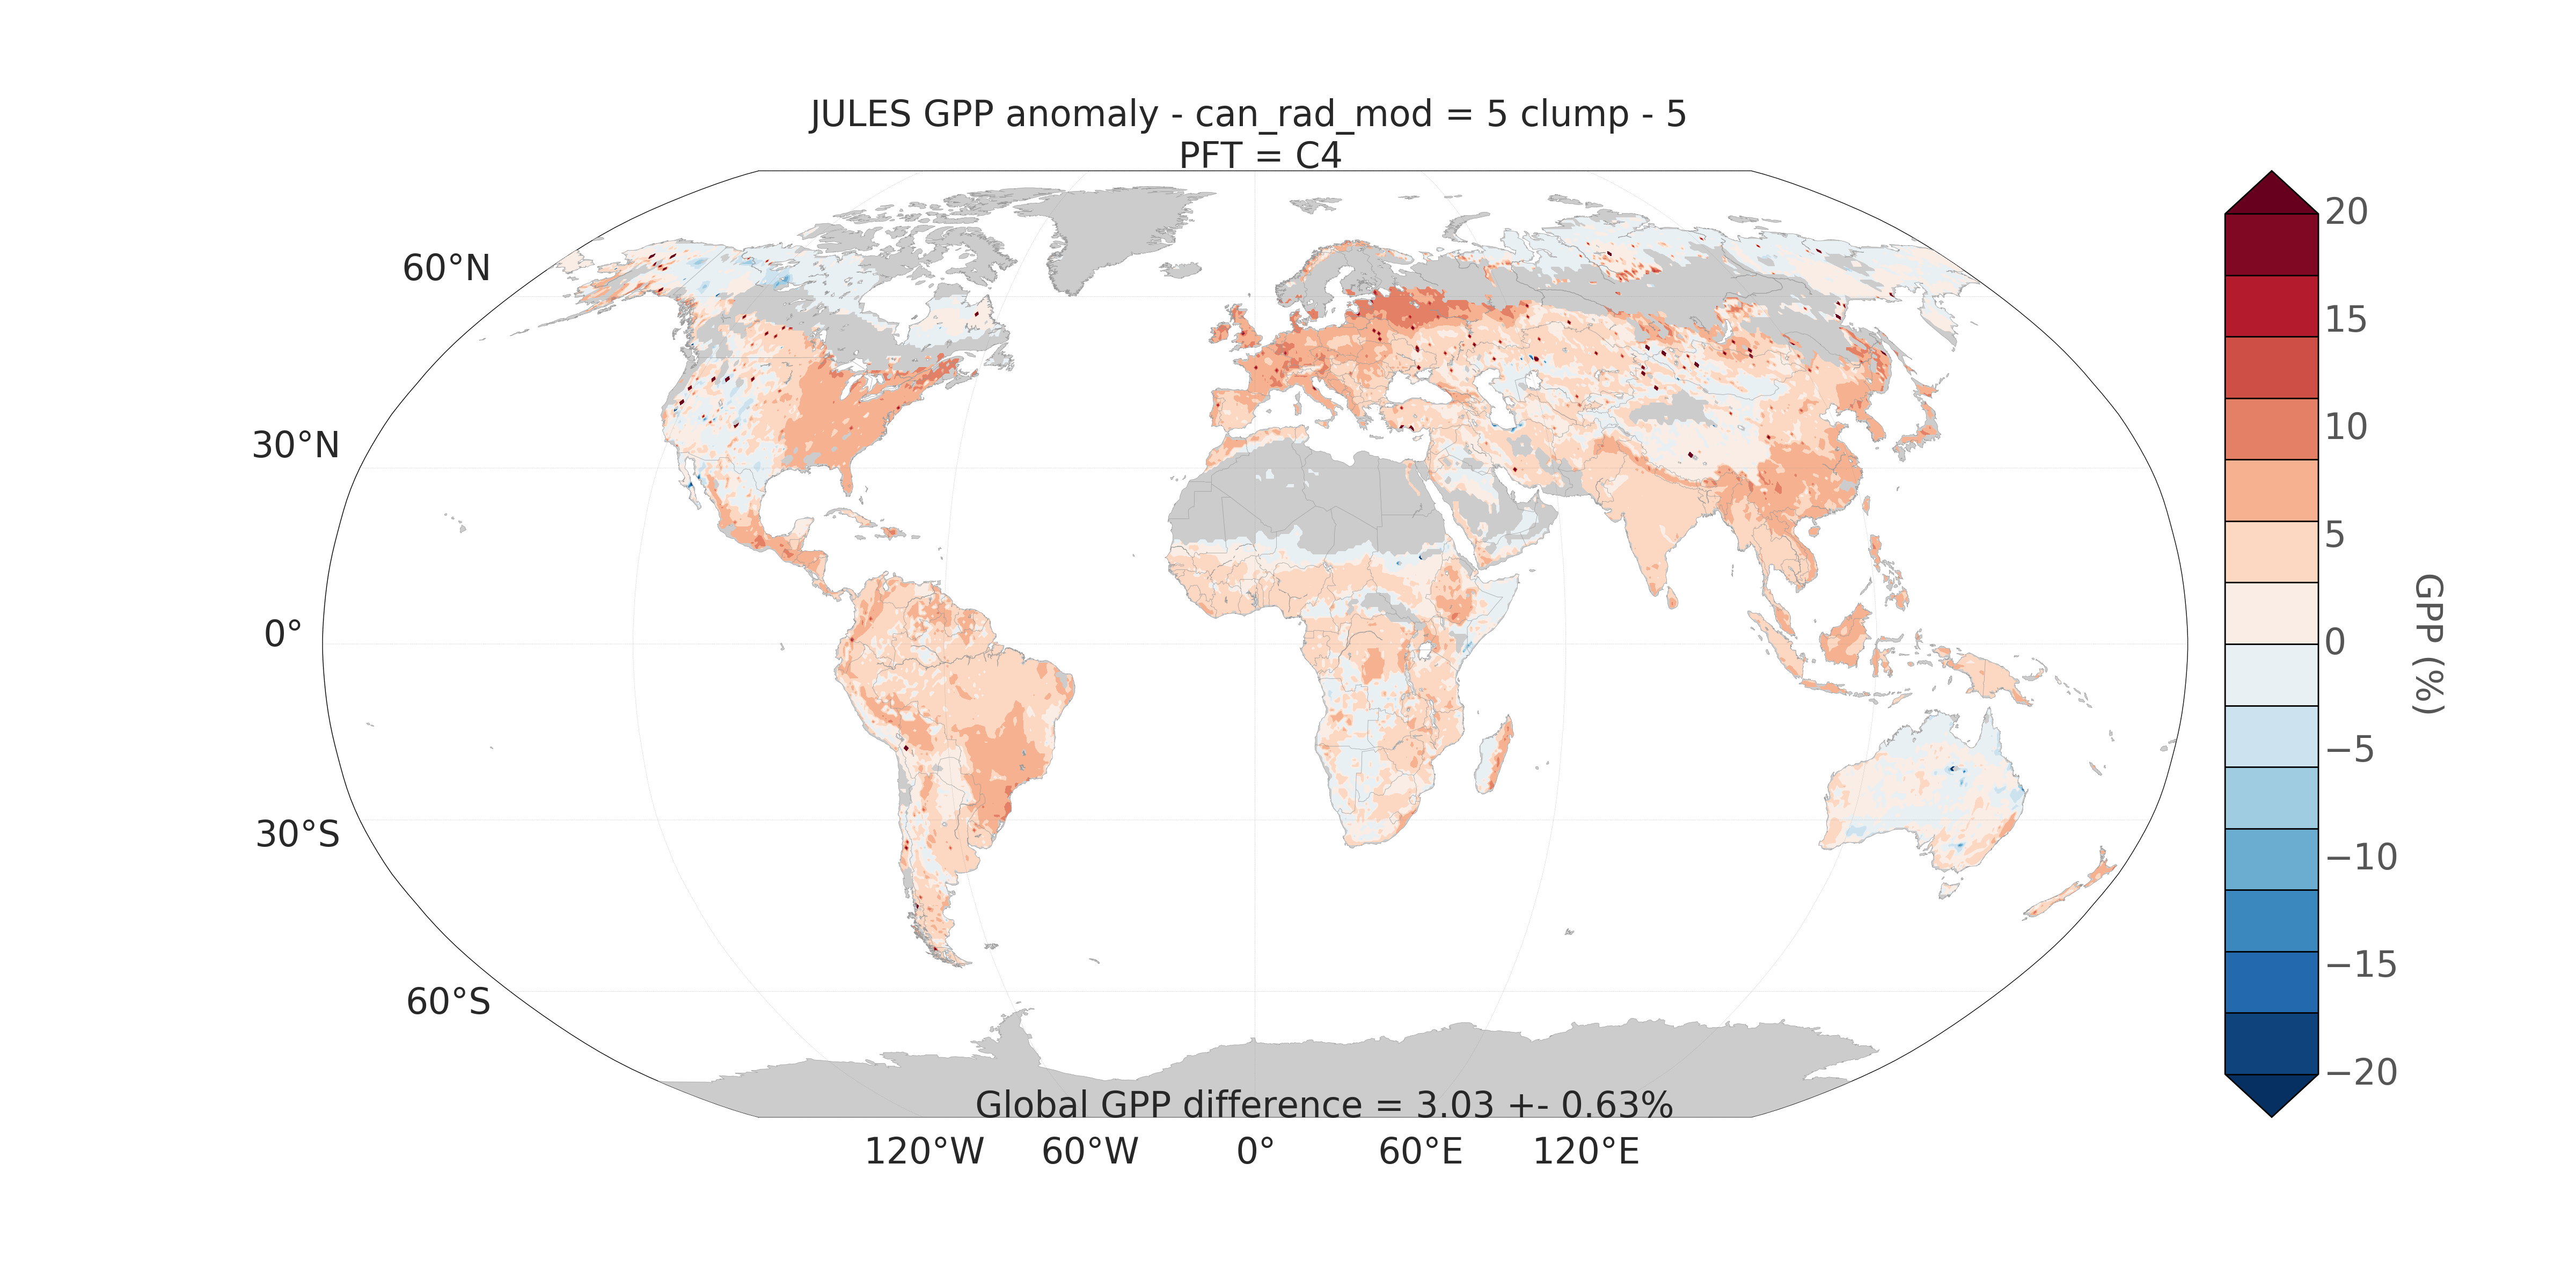 JULES GPP anomaly - can_rad_mod = 5 clump - 5
PFT = C4
60°N
30°N
0°
30°S
60°S
Global GPP difference = 3.03 +- 0.63%
120°W 60°W 0° 60°E 120°E
20
15
10
5
0
−5
−10
−15
−20
GPP (%)